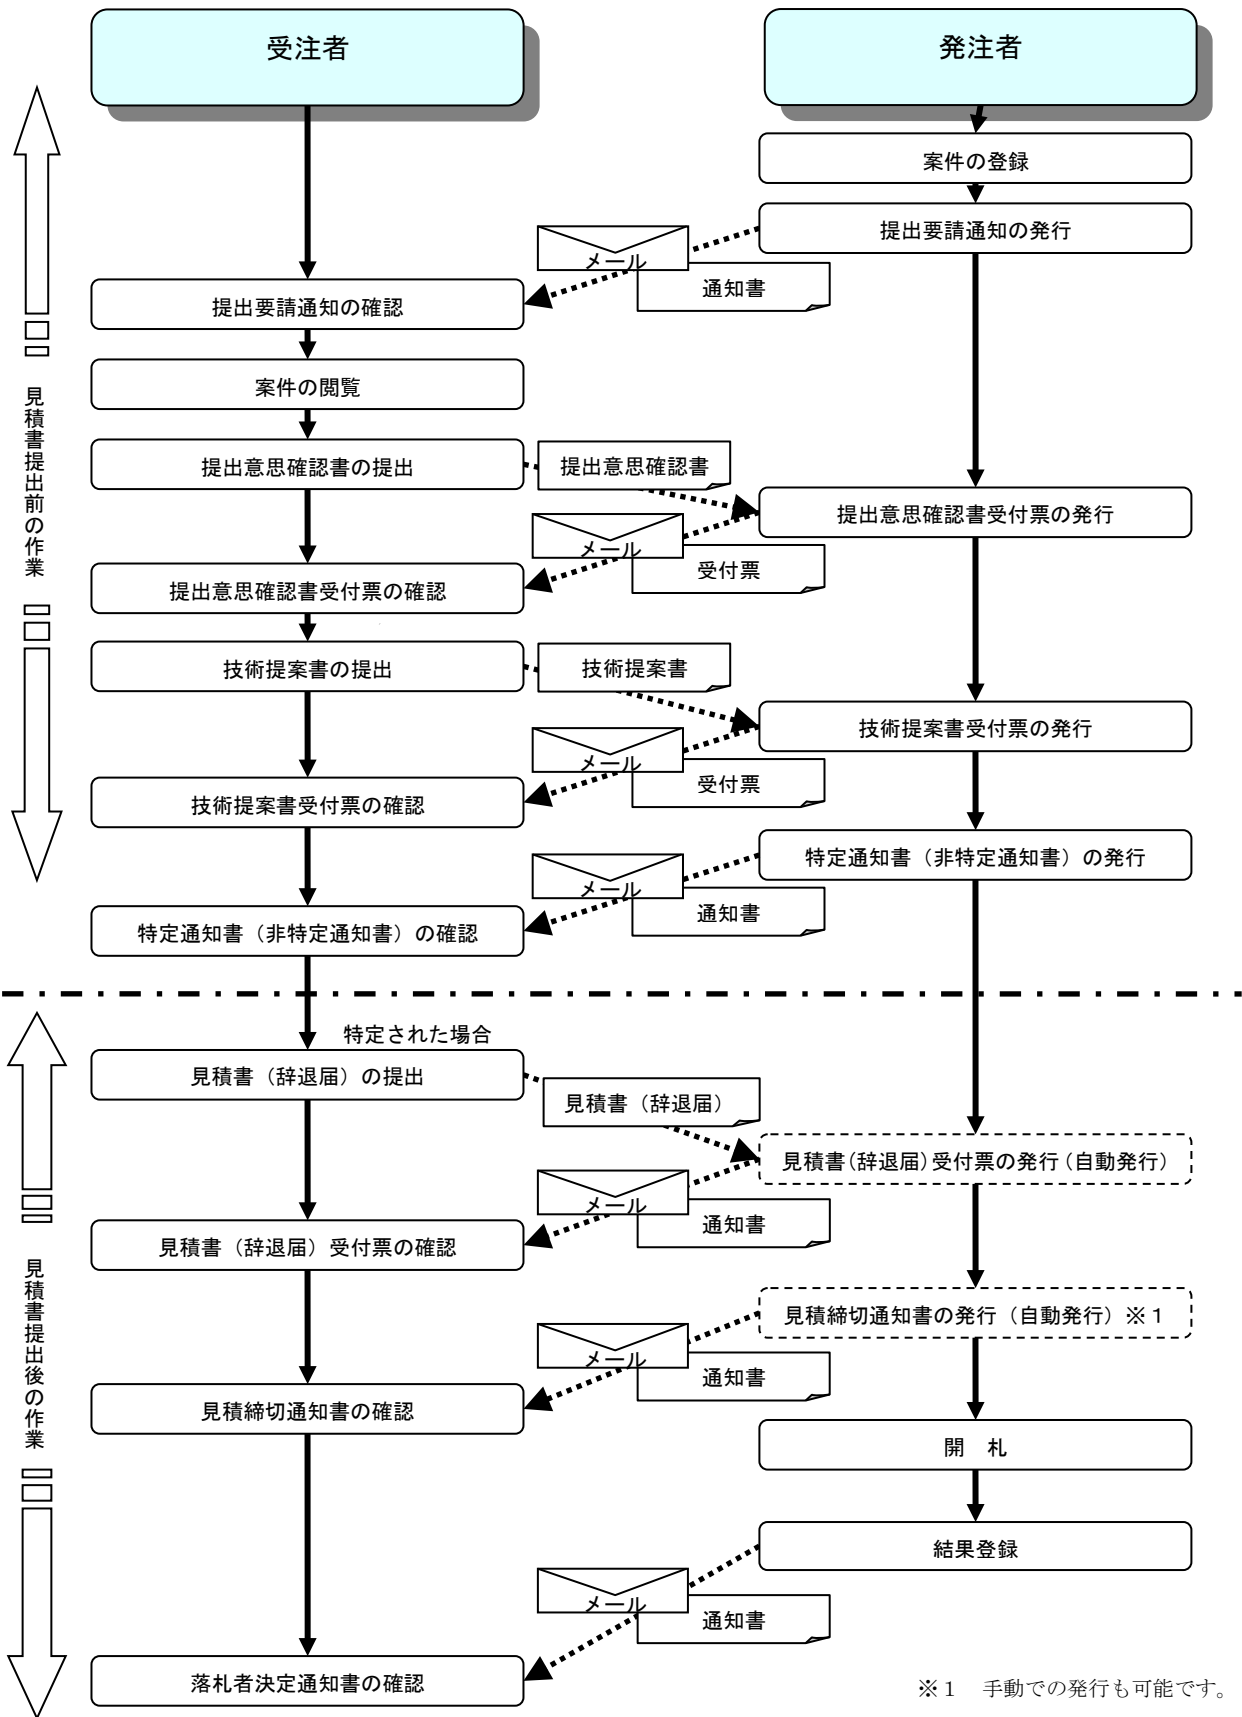 受注者
発注者
案件の登録
提出要請通知の発行
メール
通知書
提出要請通知の確認
案件の閲覧
見積書提出前の作業
提出意思確認書の提出
提出意思確認書
提出意思確認書受付票の発行
メール
受付票
提出意思確認書受付票の確認
技術提案書の提出
技術提案書
技術提案書受付票の発行
メール
受付票
技術提案書受付票の確認
特定通知書（非特定通知書）の発行
メール
通知書
特定通知書（非特定通知書）の確認
特定された場合
見積書（辞退届）の提出
見積書（辞退届）
見積書(辞退届)受付票の発行(自動発行)
メール
通知書
見積書（辞退届）受付票の確認
見積書提出後の作業
見積締切通知書の発行（自動発行）※１
メール
通知書
見積締切通知書の確認
開　札
結果登録
メール
通知書
落札者決定通知書の確認
※１　手動での発行も可能です。